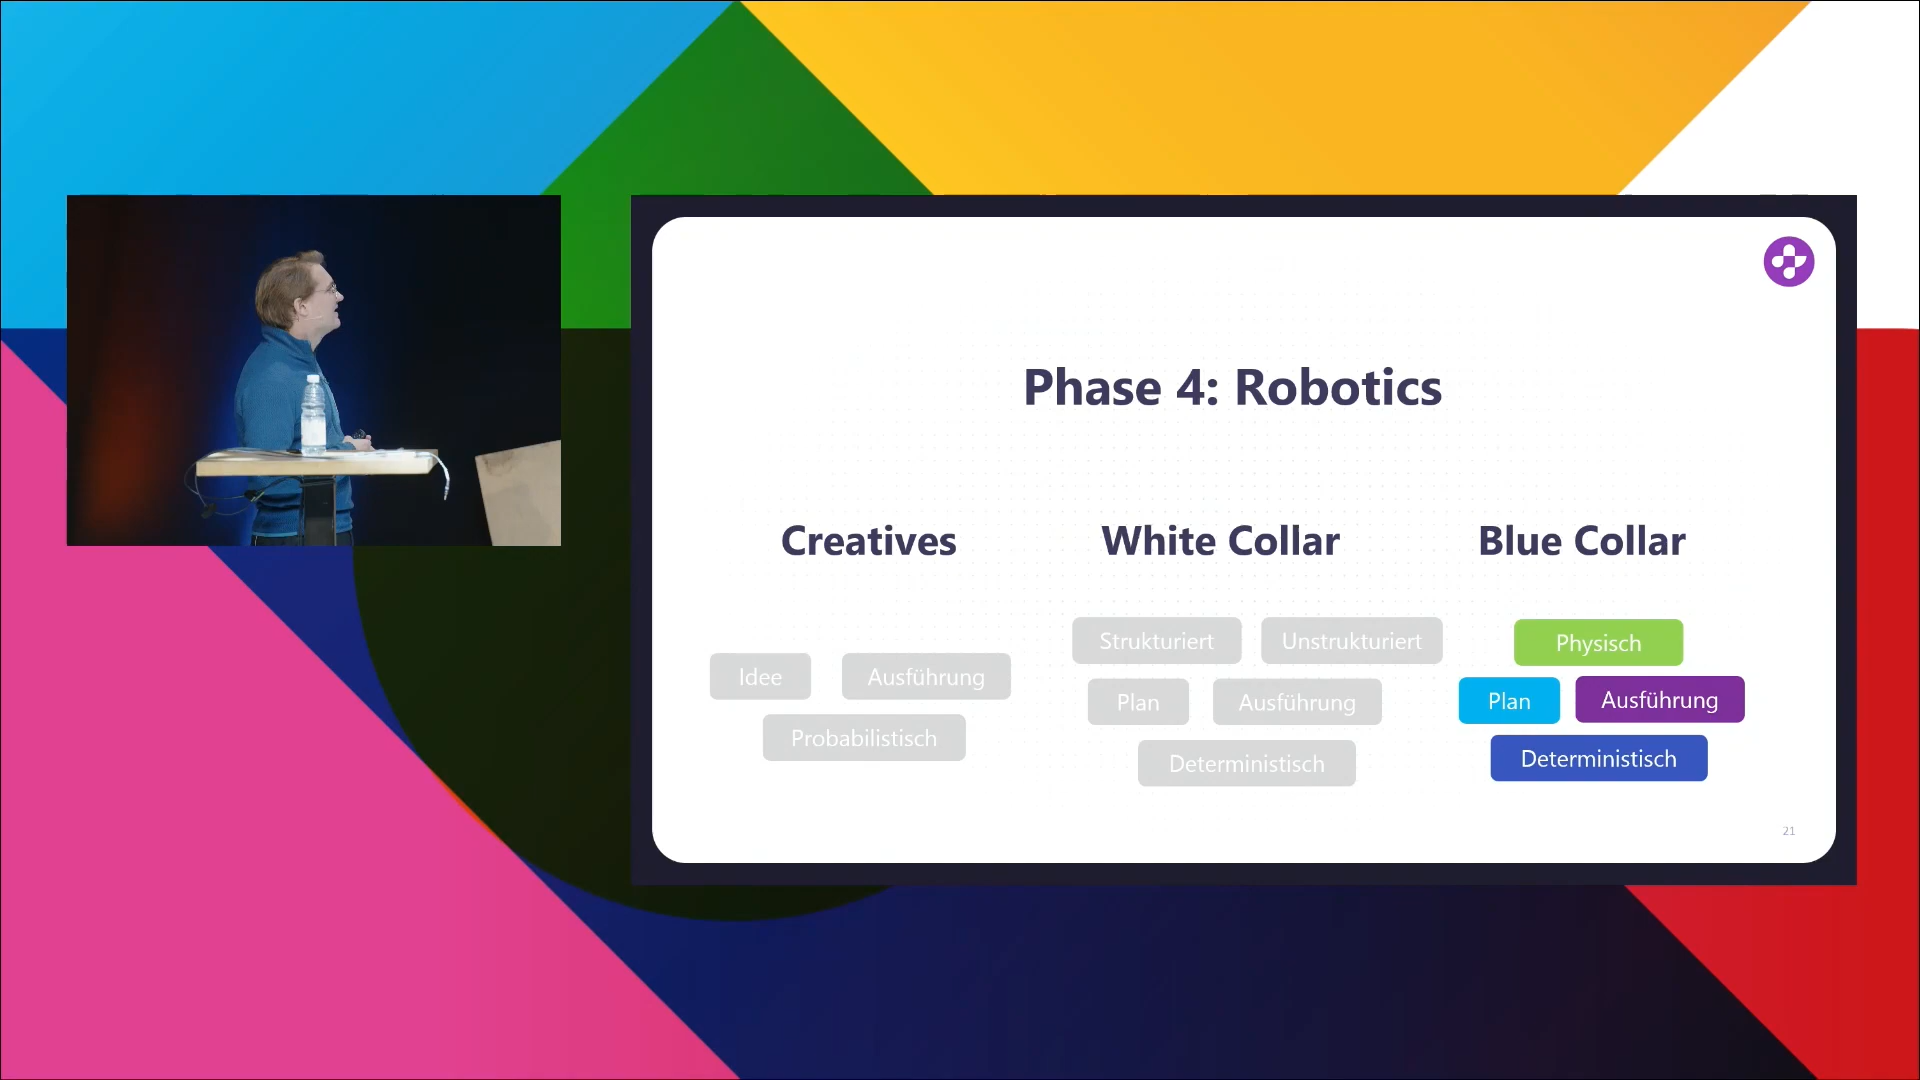 Phase 4: Robotics
Creatives
White Collar
Blue Collar
Idee
Ausführung
Probabilistisch
Strukturiert
Unstrukturiert
Plan
Ausführung
Deterministisch
Physisch
Plan
Ausführung
Deterministisch
21